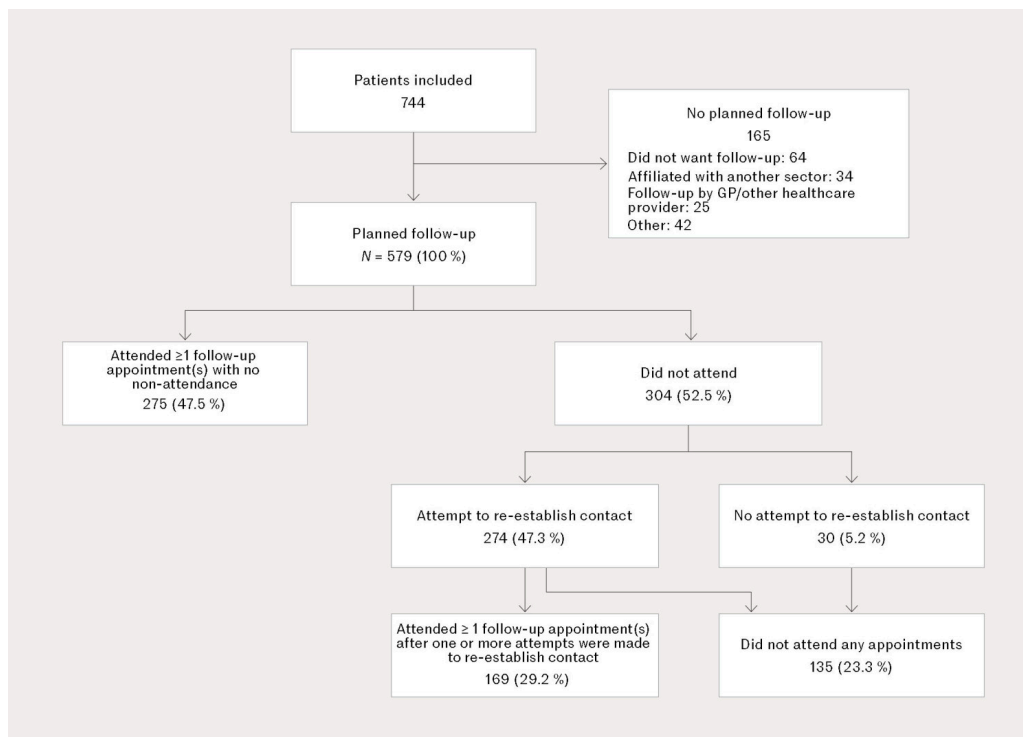 Patients included
744
No planned follow-up
165
Did not want follow-up: 64
Affiliated with another sector: 34
Follow-up by GP/other healthcare
provider: 25
Other: 42
Planned follow-up
N = 579 (100 %)
Attended ≥1 follow-up
appointment(s) with no
non-attendance
275 (47.5 %)
Did not attend
304 (52.5 %)
Attempt to re-establish contact
274 (47.3 %)
No attempt to re-establish contact
30 (5.2 %)
Attended ≥ 1 follow-up appointment(s)
after one or more attempts were made
to re-establish contact
169 (29.2 %)
Did not attend any appointments
135 (23.3 %)